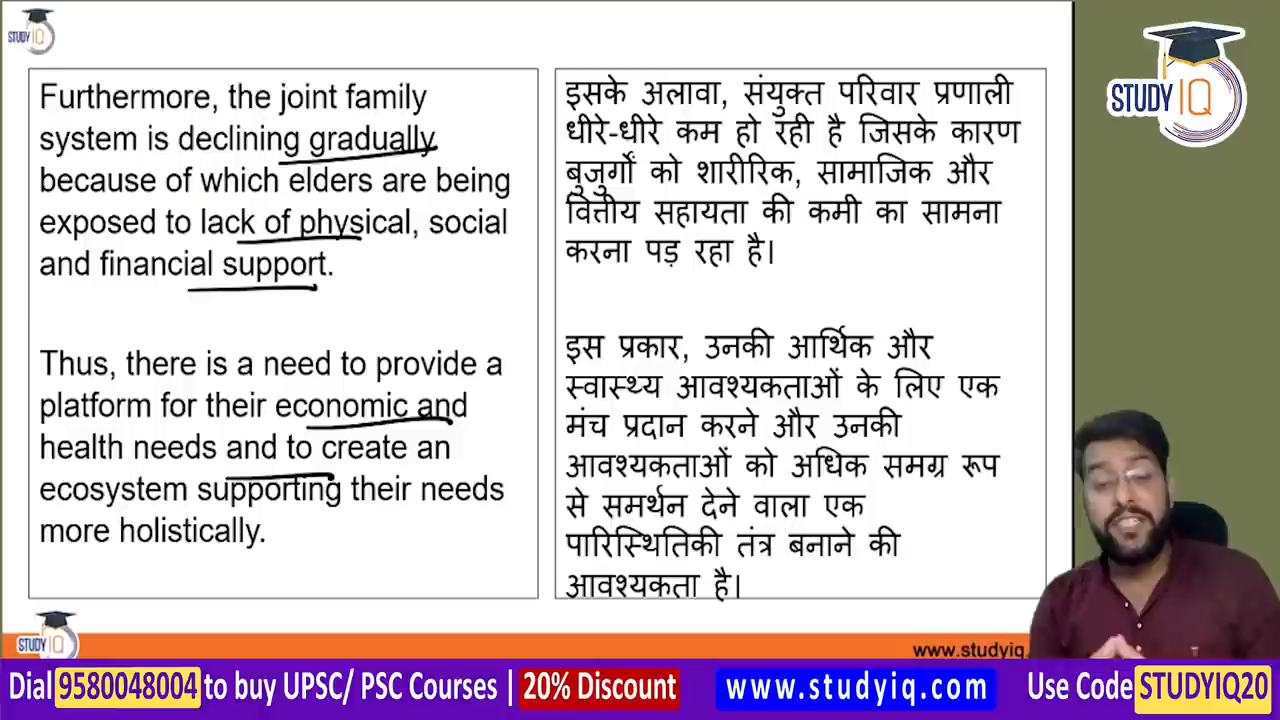 STUDY IQ
Furthermore, the joint family
system is declining gradually
because of which elders are being
exposed to lack of physical, social
and financial support.
Thus, there is a need to provide a
platform for their economic and
health needs and to create an
ecosystem supporting their needs
more holistically.
इसके अलावा, संयुक्त परिवार प्रणाली
धीरे-धीरे कम हो रही है जिसके कारण
बुजुर्गों को शारीरिक, सामाजिक और
वित्तीय सहायता की कमी का सामना
करना पड़ रहा है।
इस प्रकार, उनकी आर्थिक और
स्वास्थ्य आवश्यकताओं के लिए एक
मंच प्रदान करने और उनकी
आवश्यकताओं को अधिक समग्र रूप
से समर्थन देने वाला एक
पारिस्थितिकी तंत्र बनाने की
आवश्यकता है।
STUDY IQ
STUDY IQ
www.studyiq.
Dial 9580048004 to buy UPSC/ PSC Courses | 20% Discount www.studyiq.com Use Code STUDYIQ20